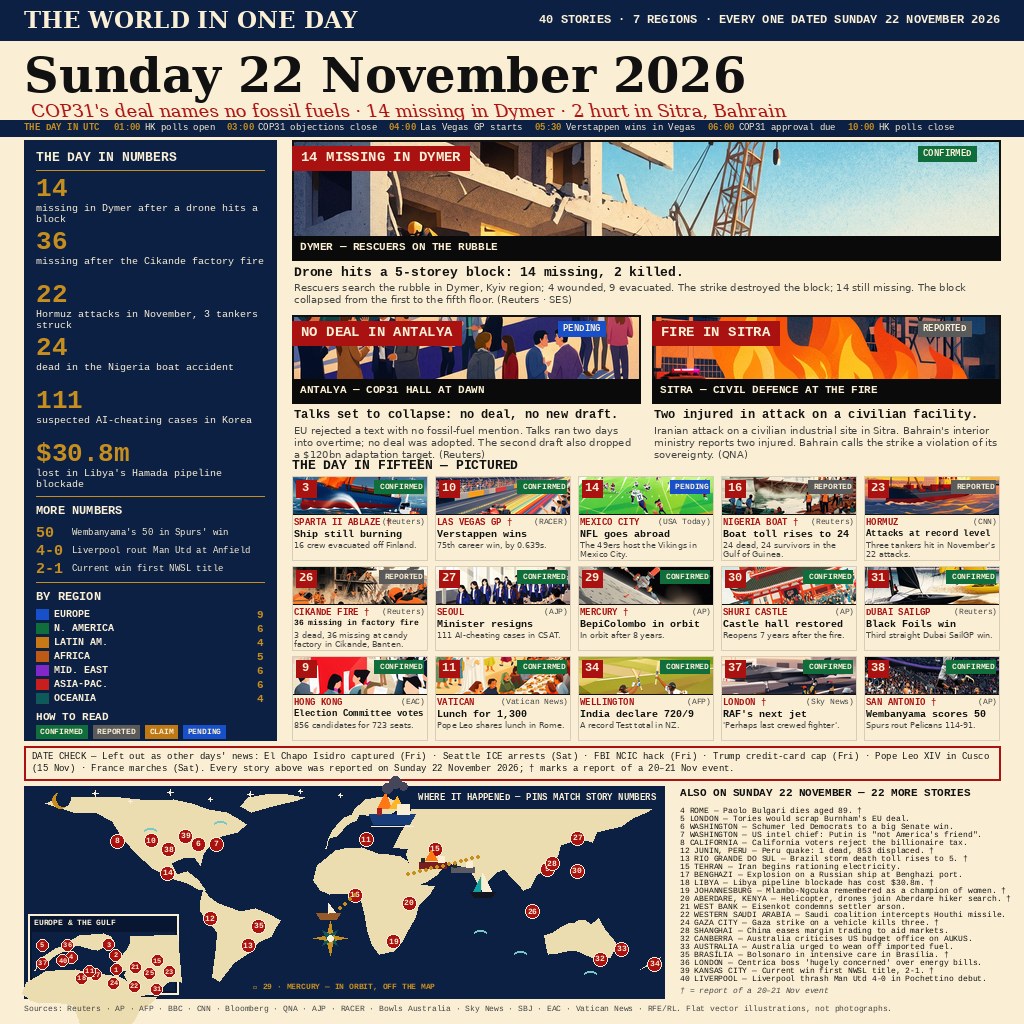 THE WORLD IN ONE DAY
40 STORIES · 7 REGIONS · EVERY ONE DATED SUNDAY 22 NOVEMBER 2026
Sunday 22 November 2026
COP31's deal names no fossil fuels · 14 missing in Dymer · 2 hurt in Sitra, Bahrain
THE DAY IN UTC 01:00 HK polls open 03:00 COP31 objections close 04:00 Las Vegas GP starts 05:30 Verstappen wins in Vegas 06:00 COP31 approval due 10:00 HK polls close
THE DAY IN NUMBERS
14
missing in Dymer after a drone hits a
block
36
missing after the Cikande factory fire
22
Hormuz attacks in November, 3 tankers
struck
24
dead in the Nigeria boat accident
111
suspected AI-cheating cases in Korea
$30.8m
lost in Libya's Hamada pipeline
blockade
MORE NUMBERS
50 Wembanyama's 50 in Spurs' win
4-0 Liverpool rout Man Utd at Anfield
2-1 Current win first NWSL title
BY REGION
EUROPE 9
N. AMERICA 6
LATIN AM. 4
AFRICA 5
MID. EAST 6
ASIA-PAC. 6
OCEANIA 4
HOW TO READ
CONFIRMED REPORTED CLAIM PENDING
14 MISSING IN DYMER
CONFIRMED
DYMER — RESCUERS ON THE RUBBLE
Drone hits a 5-storey block: 14 missing, 2 killed.
Rescuers search the rubble in Dymer, Kyiv region; 4 wounded, 9 evacuated. The strike destroyed the block; 14 still missing. The block
collapsed from the first to the fifth floor. (Reuters · SES)
NO DEAL IN ANTALYA
PENDING
ANTALYA — COP31 HALL AT DAWN
Talks set to collapse: no deal, no new draft.
EU rejected a text with no fossil-fuel mention. Talks ran two days
into overtime; no deal was adopted. The second draft also dropped
a $120bn adaptation target. (Reuters)
FIRE IN SITRA
REPORTED
SITRA — CIVIL DEFENCE AT THE FIRE
Two injured in attack on a civilian facility.
Iranian attack on a civilian industrial site in Sitra. Bahrain's interior
ministry reports two injured. Bahrain calls the strike a violation of its
sovereignty. (QNA)
THE DAY IN FIFTEEN — PICTURED
3 CONFIRMED
SPARTA II ABLAZE † (Reuters)
Ship still burning
16 crew evacuated off Finland.
10 CONFIRMED
LAS VEGAS GP † (RACER)
Verstappen wins
75th career win, by 0.639s.
14 PENDING
MEXICO CITY (USA Today)
NFL goes abroad
The 49ers host the Vikings in
Mexico City.
16 REPORTED
NIGERIA BOAT † (Reuters)
Boat toll rises to 24
24 dead, 24 survivors in the
Gulf of Guinea.
23 REPORTED
HORMUZ (CNN)
Attacks at record level
Three tankers hit in November's
22 attacks.
26 REPORTED
CIKANDE FIRE † (Reuters)
36 missing in factory fire
3 dead, 36 missing at candy
factory in Cikande, Banten.
27 CONFIRMED
SEOUL (AJP)
Minister resigns
111 AI-cheating cases in CSAT.
29 CONFIRMED
MERCURY † (AP)
BepiColombo in orbit
In orbit after 8 years.
30 CONFIRMED
SHURI CASTLE (AP)
Castle hall restored
Reopens 7 years after the fire.
31 CONFIRMED
DUBAI SAILGP (Reuters)
Black Foils win
Third straight Dubai SailGP win.
9 CONFIRMED
HONG KONG (EAC)
Election Committee votes
856 candidates for 723 seats.
11 CONFIRMED
VATICAN (Vatican News)
Lunch for 1,300
Pope Leo shares lunch in Rome.
34 CONFIRMED
WELLINGTON (AFP)
India declare 720/9
A record Test total in NZ.
37 CONFIRMED
LONDON † (Sky News)
RAF's next jet
'Perhaps last crewed fighter'.
38 CONFIRMED
SAN ANTONIO † (AP)
Wembanyama scores 50
Spurs rout Pelicans 114-91.
DATE CHECK — Left out as other days' news: El Chapo Isidro captured (Fri) · Seattle ICE arrests (Sat) · FBI NCIC hack (Fri) · Trump credit-card cap (Fri) · Pope Leo XIV in Cusco
(15 Nov) · France marches (Sat). Every story above was reported on Sunday 22 November 2026; † marks a report of a 20–21 Nov event.
WHERE IT HAPPENED — PINS MATCH STORY NUMBERS
8 10 38 39 6 7 14 12 35 13 11 15 16 20 19 27 28 30 26 33 32 34
EUROPE & THE GULF
5 36 3 37 40 4 2 11 18 1 21 15 25 23 24 22 31
29 · MERCURY — IN ORBIT, OFF THE MAP
ALSO ON SUNDAY 22 NOVEMBER — 22 MORE STORIES
4 ROME — Paolo Bulgari dies aged 89. †
5 LONDON — Tories would scrap Burnham's EU deal.
6 WASHINGTON — Schumer led Democrats to a big Senate win.
7 WASHINGTON — US intel chief: Putin is "not America's friend".
8 CALIFORNIA — California voters reject the billionaire tax.
12 JUNIN, PERU — Peru quake: 1 dead, 853 displaced. †
13 RIO GRANDE DO SUL — Brazil storm death toll rises to 5. †
15 TEHRAN — Iran begins rationing electricity.
17 BENGHAZI — Explosion on a Russian ship at Benghazi port.
18 LIBYA — Libya pipeline blockade has cost $30.8m. †
19 JOHANNESBURG — Mlambo-Ngcuka remembered as a champion of women. †
20 ABERDARE, KENYA — Helicopter, drones join Aberdare hiker search. †
21 WEST BANK — Eisenkot condemns settler arson.
22 WESTERN SAUDI ARABIA — Saudi coalition intercepts Houthi missile.
24 GAZA CITY — Gaza strike on a vehicle kills three. †
28 SHANGHAI — China eases margin trading to aid markets.
32 CANBERRA — Australia criticises US budget office on AUKUS.
33 AUSTRALIA — Australia urged to wean off imported fuel.
35 BRASÍLIA — Bolsonaro in intensive care in Brasília. †
36 LONDON — Centrica boss 'hugely concerned' over energy bills.
39 KANSAS CITY — Current win first NWSL title, 2-1. †
40 LIVERPOOL — Liverpool thrash Man Utd 4-0 in Pochettino debut.
† = report of a 20–21 Nov event
Sources: Reuters · AP · AFP · BBC · CNN · Bloomberg · QNA · AJP · RACER · Bowls Australia · Sky News · SBJ · EAC · Vatican News · RFE/RL. Flat vector illustrations, not photographs.